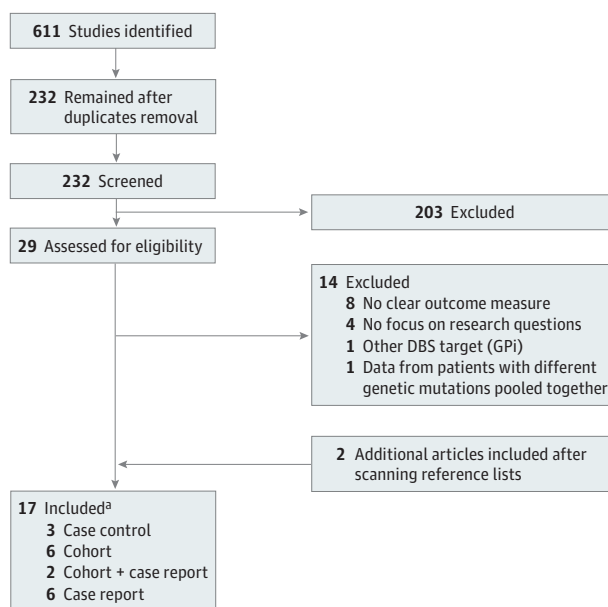 611 Studies identified
232 Remained after
duplicates removal
232 Screened
203 Excluded
29 Assessed for eligibility
14 Excluded
8 No clear outcome measure
4 No focus on research questions
1 Other DBS target (GPi)
1 Data from patients with different
genetic mutations pooled together
2 Additional articles included after
scanning reference lists
17 Includedᵃ
3 Case control
6 Cohort
2 Cohort + case report
6 Case report